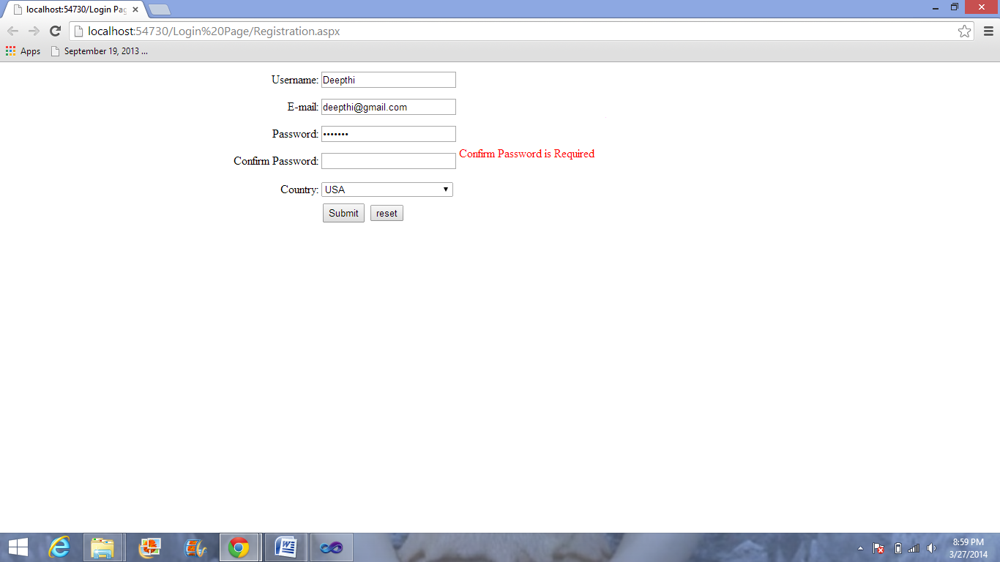 localhost:54730/Login Pag
localhost:54730/Login%20Page/Registration.aspx
Apps September 19, 2013 ...
Username: Deepthi
E-mail: deepthi@gmail.com
Password: •••••••
Confirm Password is Required
Confirm Password:
Country: USA
Submit reset
8:59 PM
3/27/2014